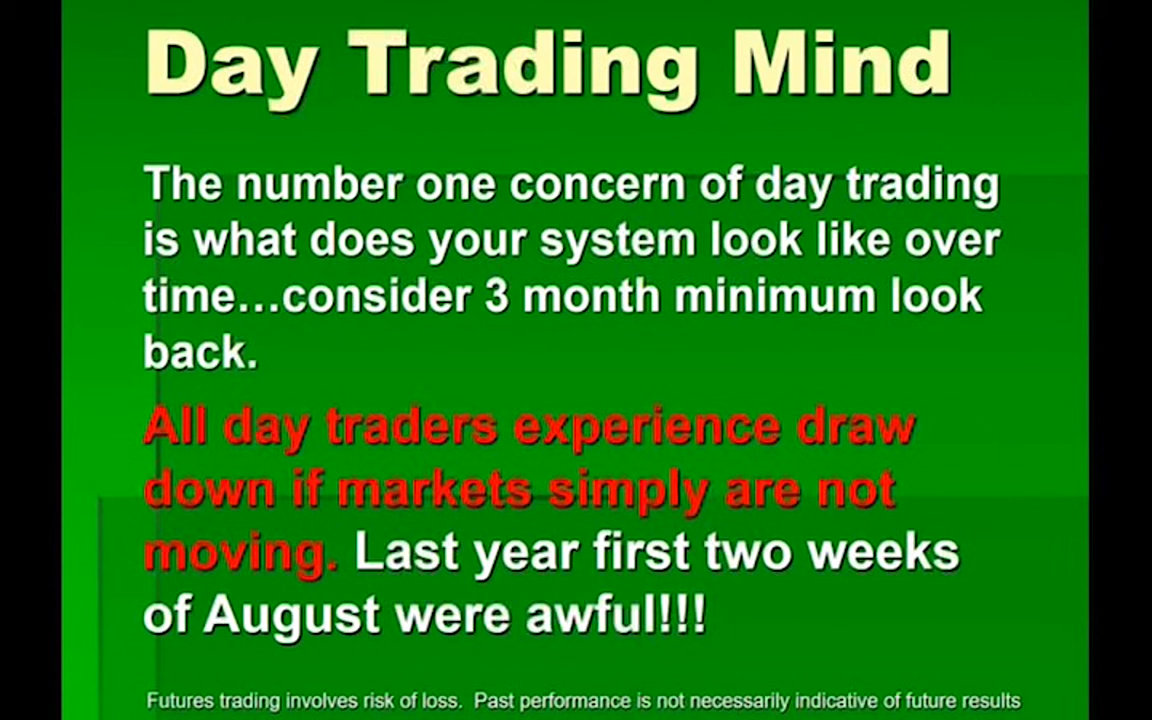 Day Trading Mind
The number one concern of day trading
is what does your system look like over
time...consider 3 month minimum look
back.
All day traders experience draw
down if markets simply are not
moving. Last year first two weeks
of August were awful!!!
Futures trading involves risk of loss.  Past performance is not necessarily indicative of future results